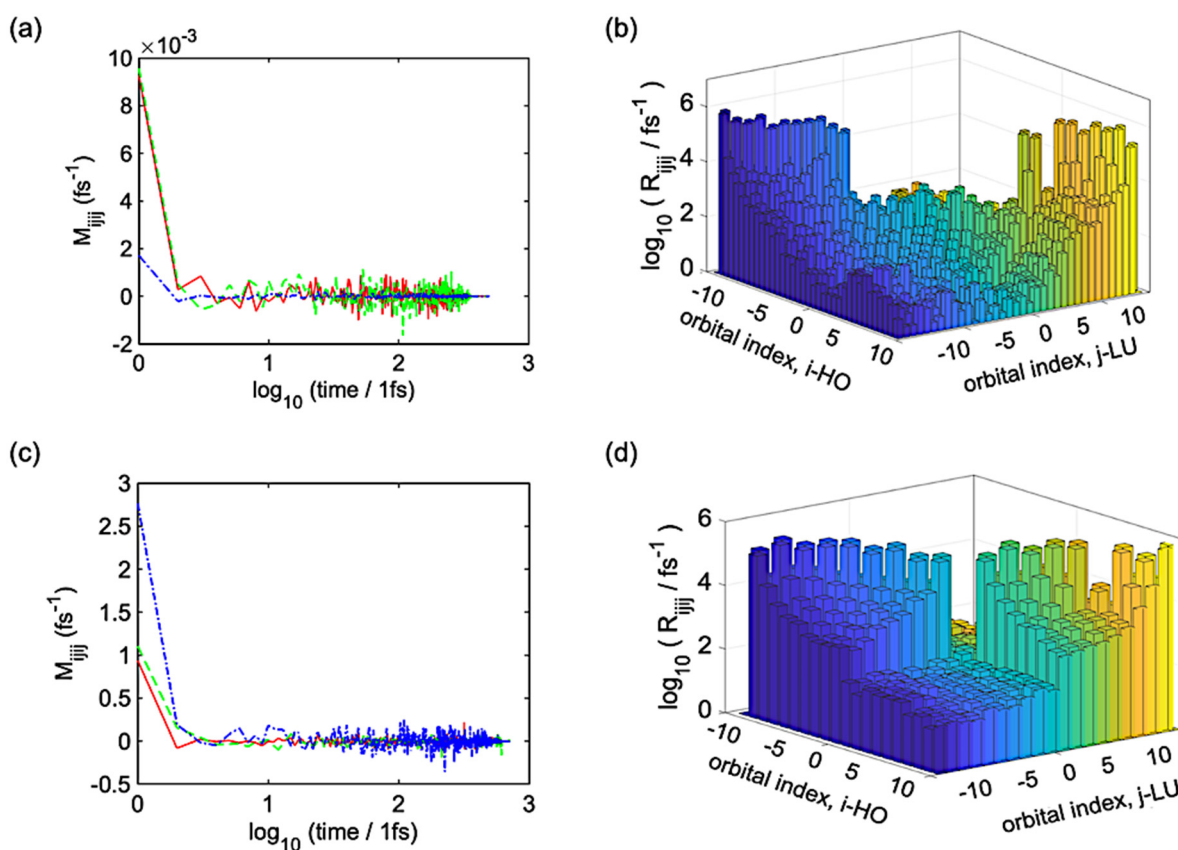 (a)
×10-3
10
8
6
4
2
0
-2
0 1 2 3
Mijij (fs-1)
log10 (time / 1fs)
(b)
6
4
2
0
log10 ( Rijij / fs-1)
-10 -5 0 5 10
orbital index, i-HO
-10 -5 0 5 10
orbital index, j-LU
(c)
3
2.5
2
1.5
1
0.5
0
-0.5
0 1 2 3
Mijij (fs-1)
log10 (time / 1fs)
(d)
6
4
2
0
log10 ( Rijij / fs-1)
-10 -5 0 5 10
orbital index, i-HO
-10 -5 0 5 10
orbital index, j-LU